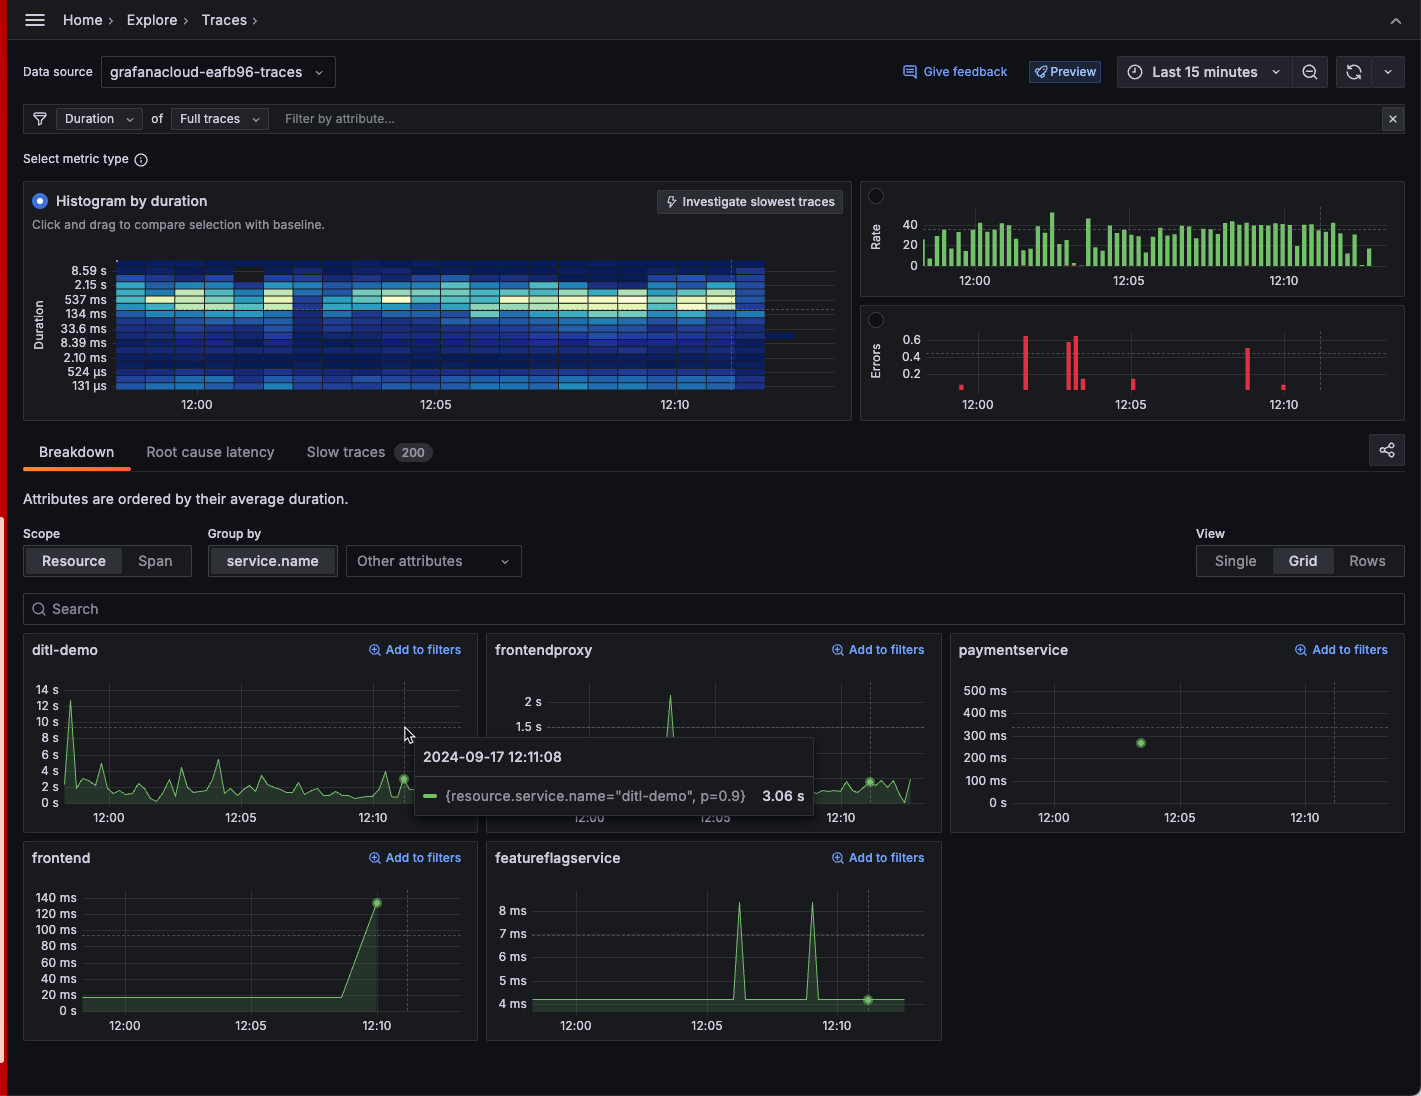 Home › Explore › Traces ›
Data source grafanacloud-eafb96-traces Give feedback Preview Last 15 minutes
Duration of Full traces Filter by attribute...
Select metric type
Histogram by duration Investigate slowest traces
Click and drag to compare selection with baseline.
Duration
8.59 s
2.15 s
537 ms
134 ms
33.6 ms
8.39 ms
2.10 ms
524 µs
131 µs
12:00 12:05 12:10
Rate
40
20
0
12:00 12:05 12:10
Errors
0.6
0.4
0.2
12:00 12:05 12:10
Breakdown Root cause latency Slow traces 200
Attributes are ordered by their average duration.
Scope Group by View
Resource Span service.name Other attributes Single Grid Rows
Search
ditl-demo Add to filters
14 s
12 s
10 s
8 s
6 s
4 s
2 s
0 s
12:00 12:05 12:10
frontendproxy Add to filters
2 s
1.5 s
12:00 12:05 12:10
2024-09-17 12:11:08
{resource.service.name="ditl-demo", p=0.9} 3.06 s
paymentservice Add to filters
500 ms
400 ms
300 ms
200 ms
100 ms
0 s
12:00 12:05 12:10
frontend Add to filters
140 ms
120 ms
100 ms
80 ms
60 ms
40 ms
20 ms
0 s
12:00 12:05 12:10
featureflagservice Add to filters
8 ms
7 ms
6 ms
5 ms
4 ms
12:00 12:05 12:10